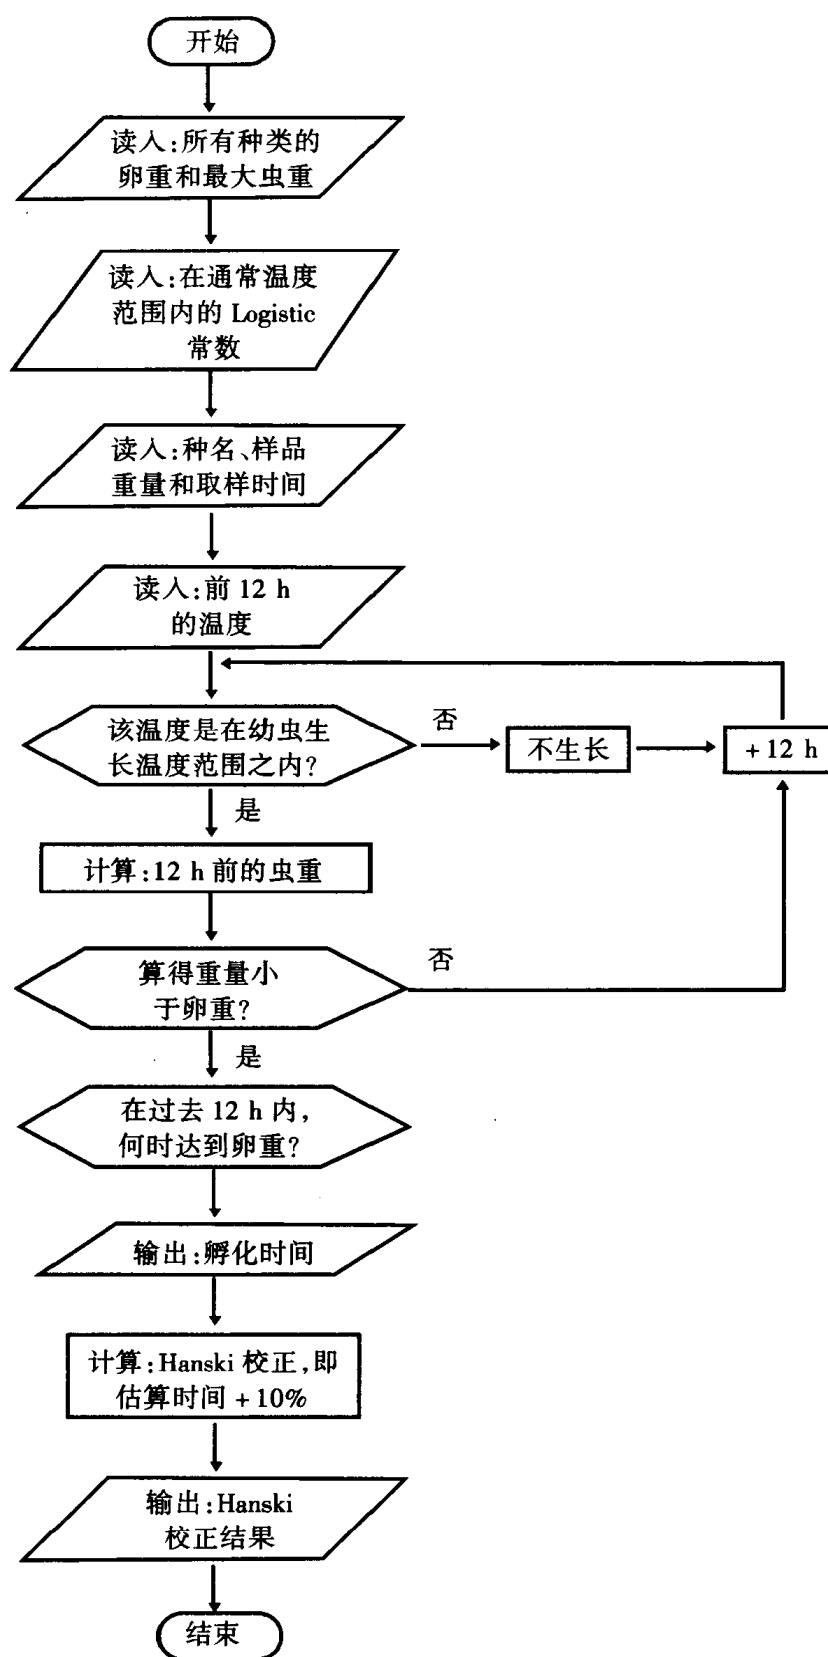 开始
读入:所有种类的
卵重和最大虫重
读入:在通常温度
范围内的 Logistic
常数
读入:种名、样品
重量和取样时间
读入:前 12 h
的温度
该温度是在幼虫生
长温度范围之内?
否
不生长
+12 h
是
计算:12 h 前的虫重
算得重量小
于卵重?
否
是
在过去 12 h 内,
何时达到卵重?
输出:孵化时间
计算:Hanski 校正,即
估算时间 + 10%
输出:Hanski
校正结果
结束